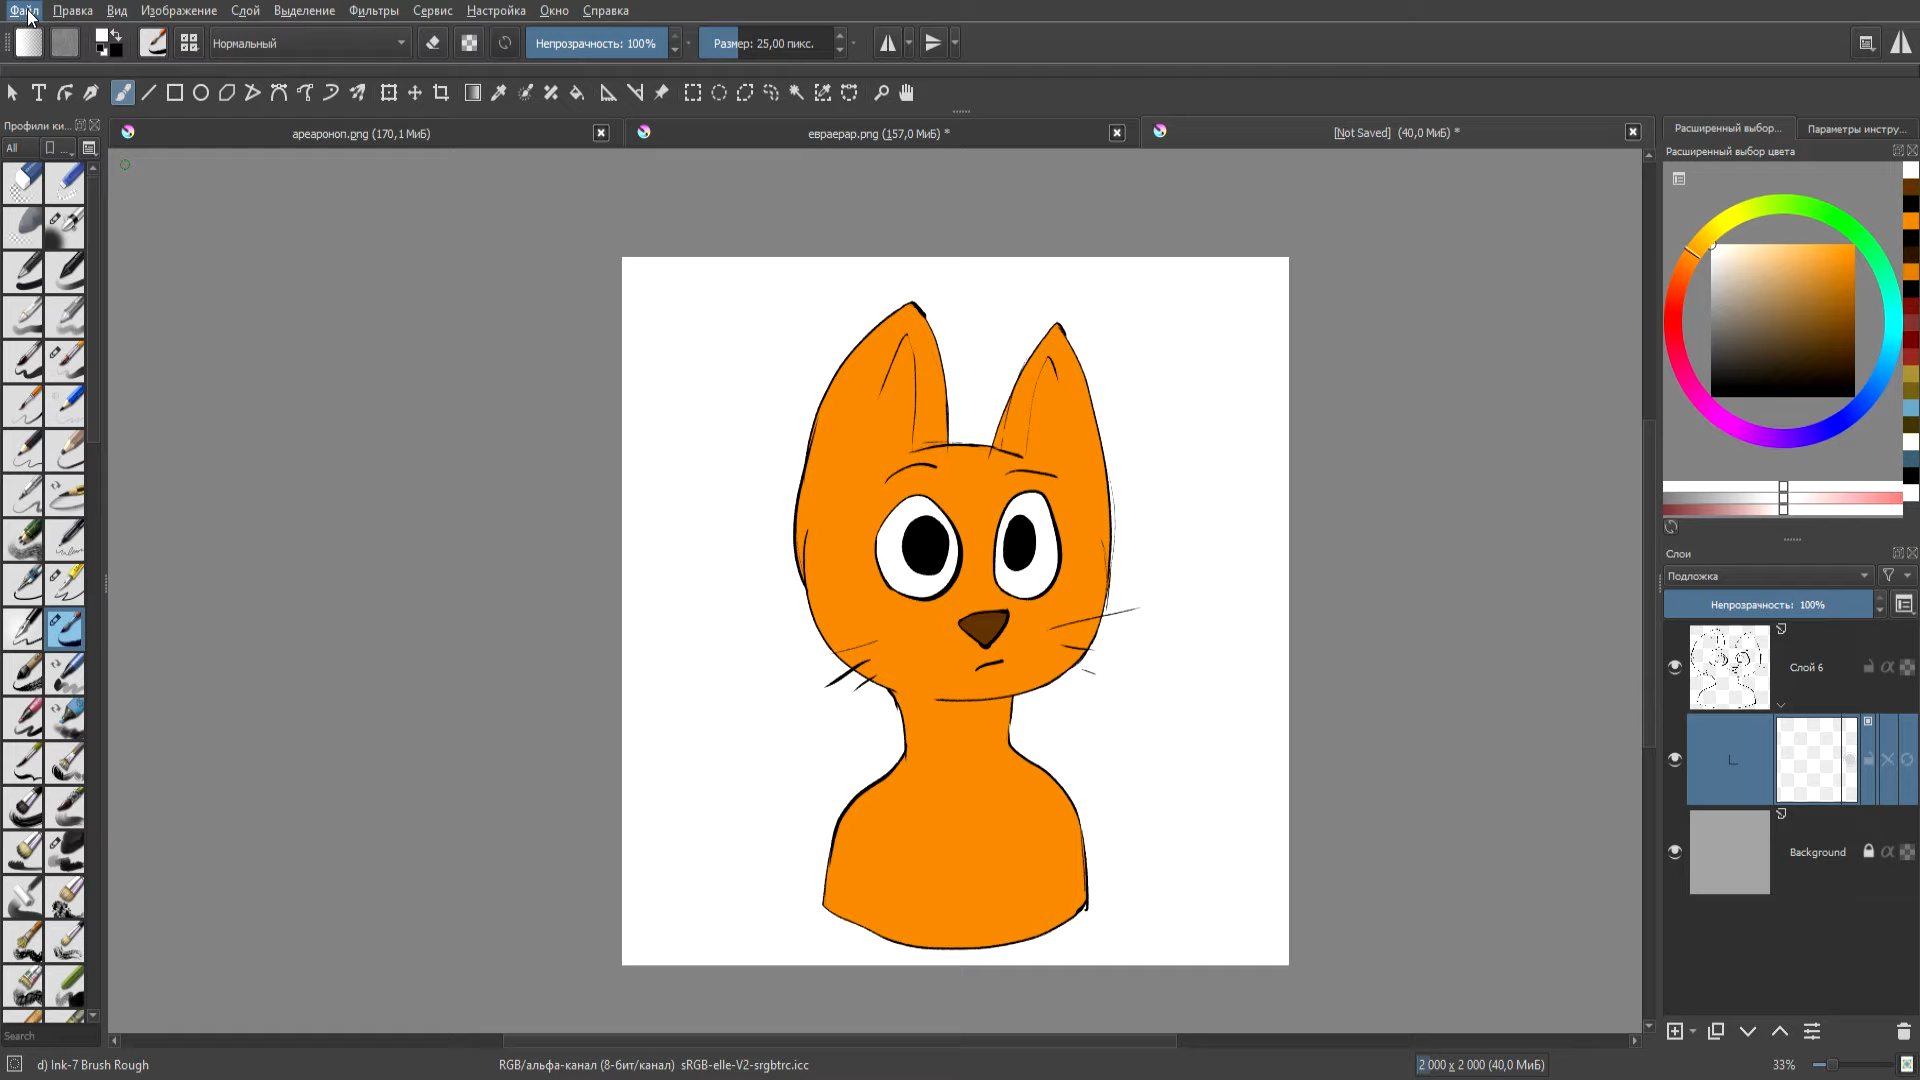 Файл Правка Вид Изображение Слой Выделение Фильтры Сервис Настройка Окно Справка
Нормальный Непрозрачность: 100% Размер: 25,00 пикс.
Профили ки...
ареароноп.png (170,1 МиБ) евраерар.png (157,0 МиБ) * [Not Saved] (40,0 МиБ) *
Расширенный выбор... Параметры инстру...
All ...
Расширенный выбор цвета
Слои
Подложка
Непрозрачность: 100%
Слой 6
Background
Search
d) Ink-7 Brush Rough RGB/альфа-канал (8-бит/канал) sRGB-elle-V2-srgbtrc.icc 2 000 x 2 000 (40,0 МиБ) 33%